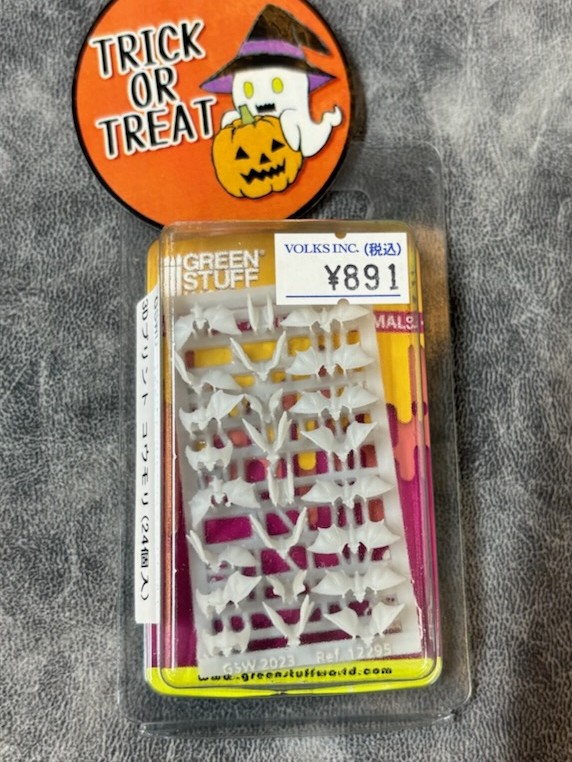 TRICK
OR
TREAT
GREEN
STUFF
VOLKS INC. (税込)
¥891
MALS
3Dプリント コウモリ(24個入)
GSW 2023 Ref. 12295
www.greenstuffworld.com